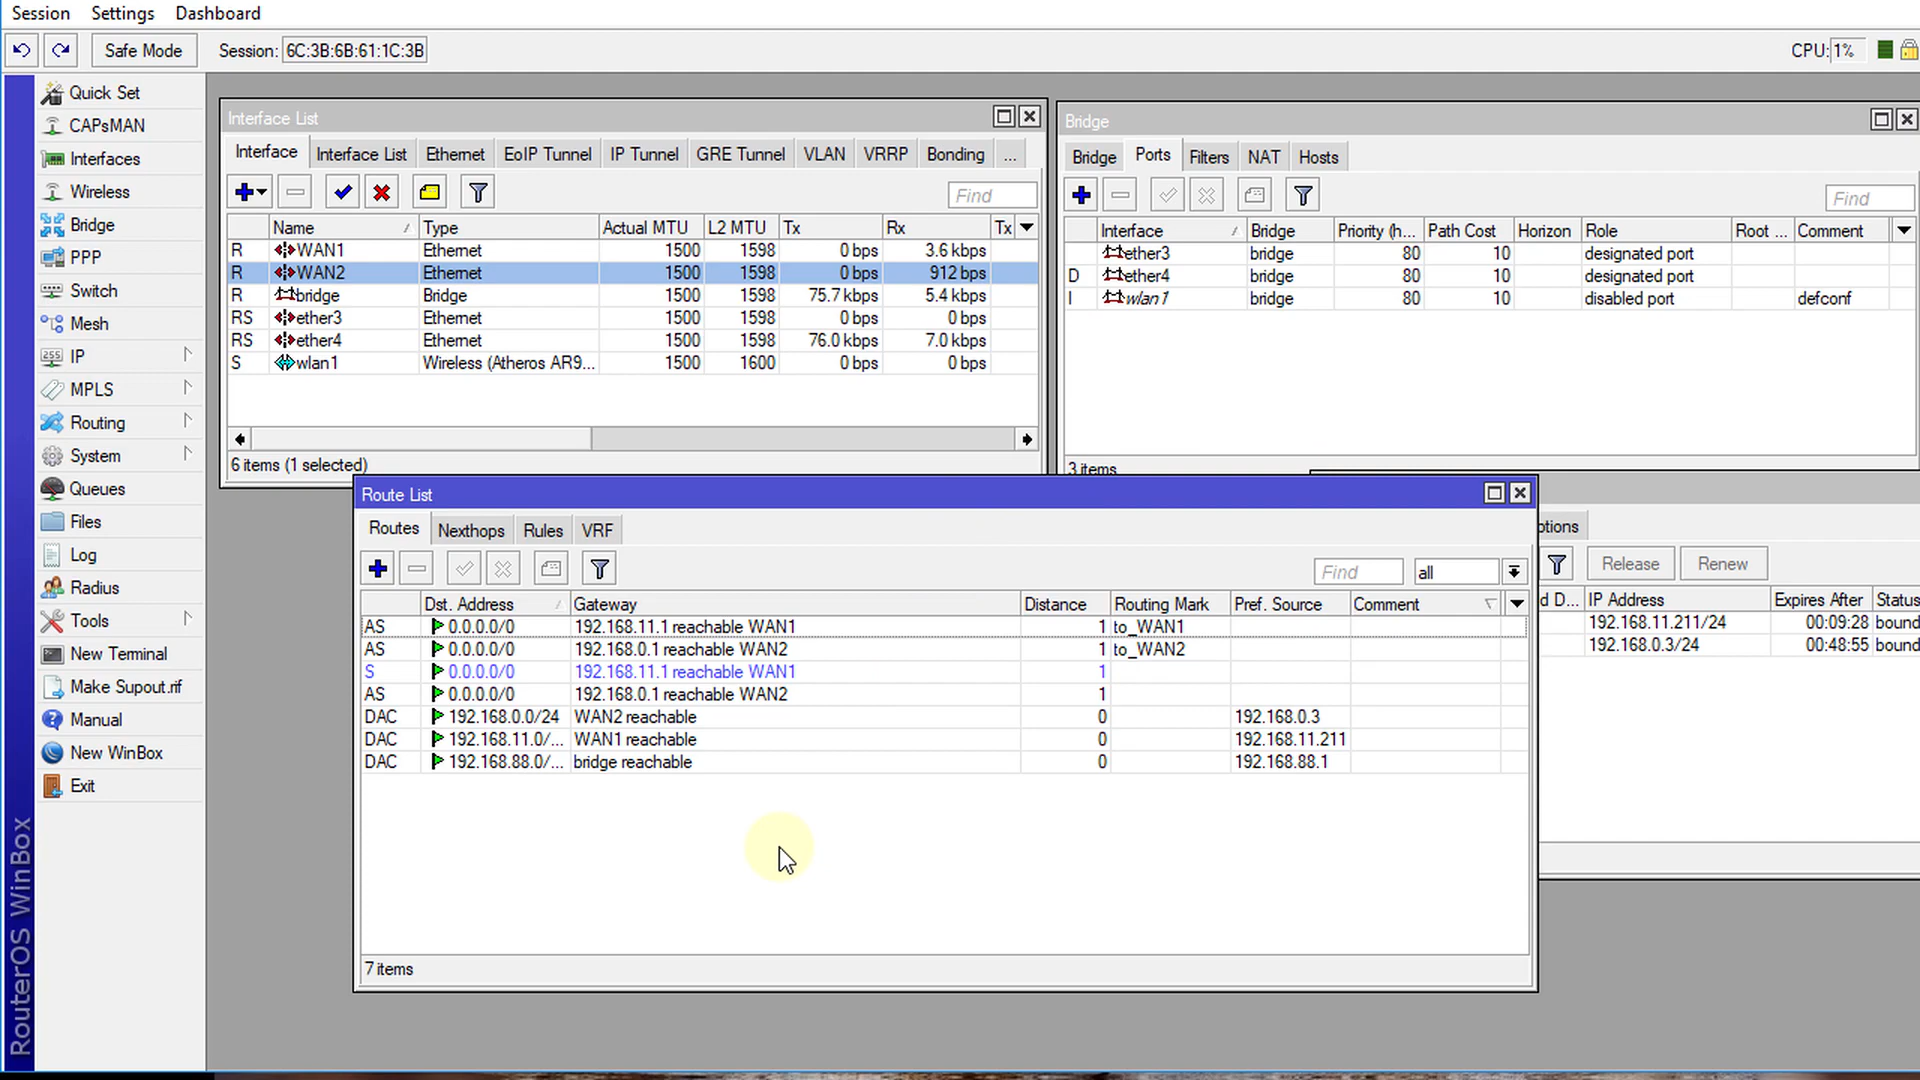 Session Settings Dashboard
Safe Mode Session: 6C:3B:6B:61:1C:3B CPU: 1%
Quick Set
CAPsMAN
Interfaces
Wireless
Bridge
PPP
Switch
Mesh
IP
MPLS
Routing
System
Queues
Files
Log
Radius
Tools
New Terminal
Make Supout.rif
Manual
New WinBox
Exit
RouterOS WinBox
Interface List
Interface Interface List Ethernet EoIP Tunnel IP Tunnel GRE Tunnel VLAN VRRP Bonding ...
Find
Name Type Actual MTU L2 MTU Tx Rx Tx
R WAN1 Ethernet 1500 1598 0 bps 3.6 kbps
R WAN2 Ethernet 1500 1598 0 bps 912 bps
R bridge Bridge 1500 1598 75.7 kbps 5.4 kbps
RS ether3 Ethernet 1500 1598 0 bps 0 bps
RS ether4 Ethernet 1500 1598 76.0 kbps 7.0 kbps
S wlan1 Wireless (Atheros AR9... 1500 1600 0 bps 0 bps
6 items (1 selected)
Bridge
Bridge Ports Filters NAT Hosts
Find
Interface Bridge Priority (h... Path Cost Horizon Role Root ... Comment
ether3 bridge 80 10 designated port
D ether4 bridge 80 10 designated port
I wlan1 bridge 80 10 disabled port defconf
3 items
Route List
Routes Nexthops Rules VRF
Find all
Dst. Address Gateway Distance Routing Mark Pref. Source Comment
AS 0.0.0.0/0 192.168.11.1 reachable WAN1 1 to_WAN1
AS 0.0.0.0/0 192.168.0.1 reachable WAN2 1 to_WAN2
S 0.0.0.0/0 192.168.11.1 reachable WAN1 1
AS 0.0.0.0/0 192.168.0.1 reachable WAN2 1
DAC 192.168.0.0/24 WAN2 reachable 0 192.168.0.3
DAC 192.168.11.0/... WAN1 reachable 0 192.168.11.211
DAC 192.168.88.0/... bridge reachable 0 192.168.88.1
7 items
ptions
Release Renew
d D... IP Address Expires After Status
192.168.11.211/24 00:09:28 bound
192.168.0.3/24 00:48:55 bound